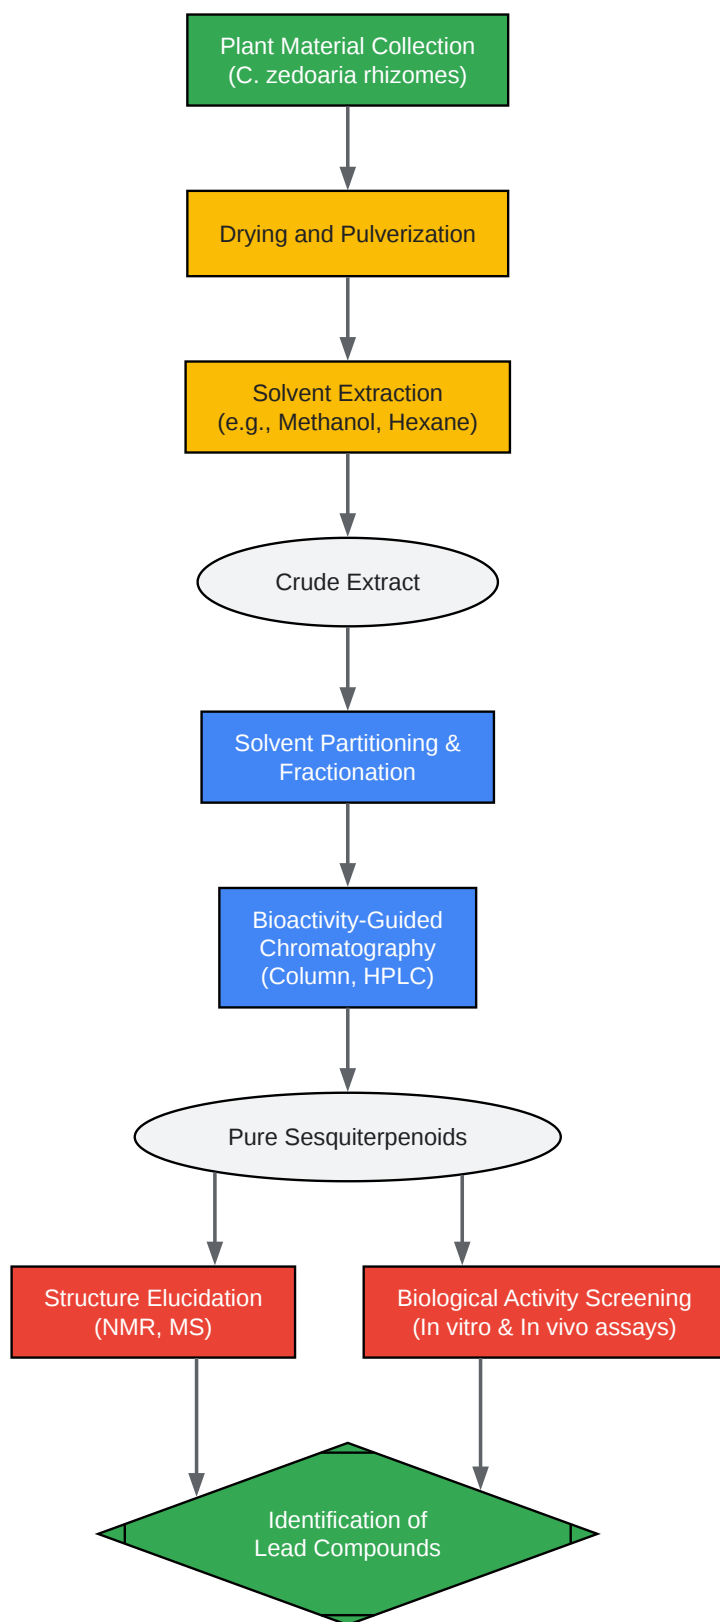 Plant Material Collection
(C. zedoaria rhizomes)
Drying and Pulverization
Solvent Extraction
(e.g., Methanol, Hexane)
Crude Extract
Solvent Partitioning &
Fractionation
Bioactivity-Guided
Chromatography
(Column, HPLC)
Pure Sesquiterpenoids
Structure Elucidation
(NMR, MS)
Biological Activity Screening
(In vitro & In vivo assays)
Identification of
Lead Compounds